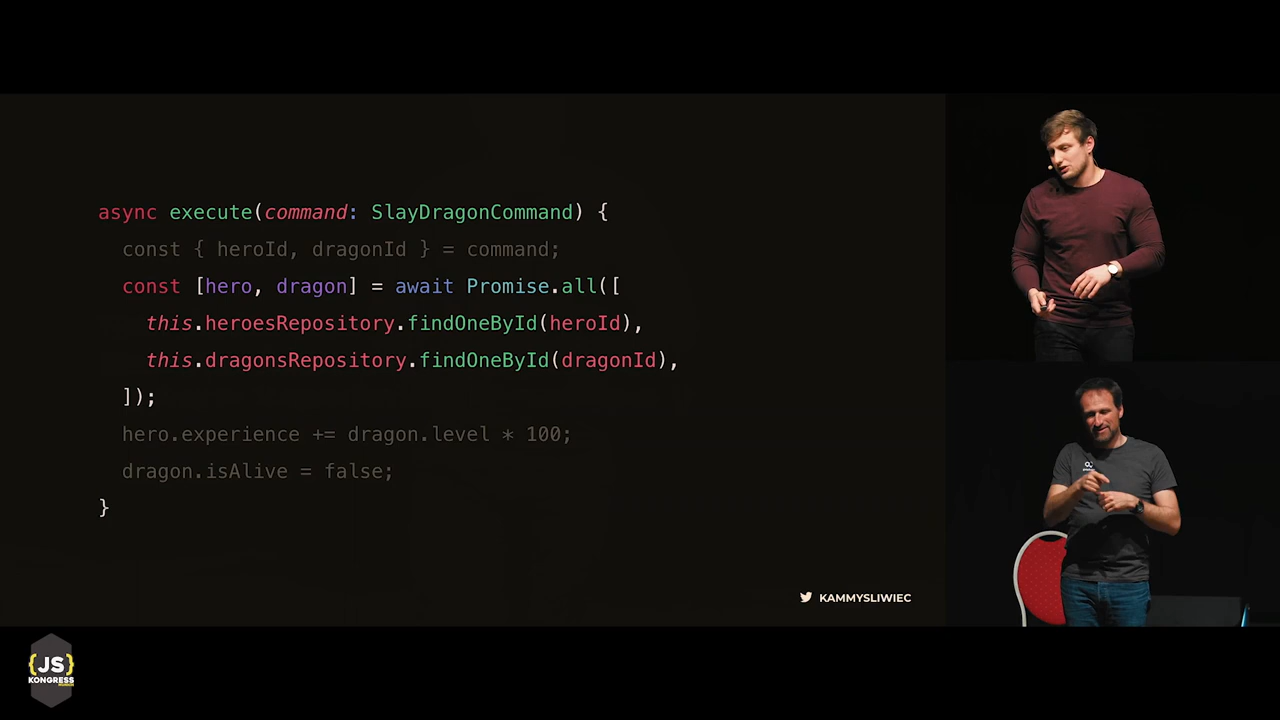 async execute(command: SlayDragonCommand) {
const { heroId, dragonId } = command;
const [hero, dragon] = await Promise.all([
this.heroesRepository.findOneById(heroId),
this.dragonsRepository.findOneById(dragonId),
]);
hero.experience += dragon.level * 100;
dragon.isAlive = false;
}
KAMMYSLIWIEC
{JS}
KONGRESS